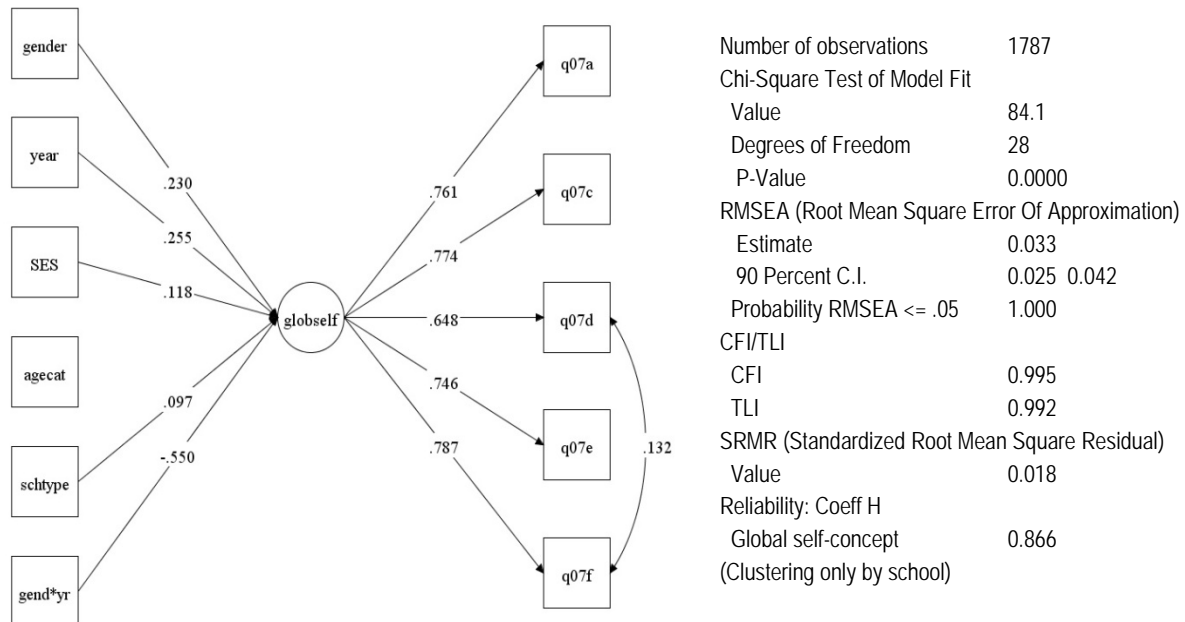 gender
year
SES
agecat
schtype
gend*yr
.230
.255
.118
.097
-.550
globself
.761
.774
.648
.746
.787
q07a
q07c
q07d
q07e
q07f
.132
Number of observations 1787
Chi-Square Test of Model Fit
Value 84.1
Degrees of Freedom 28
P-Value 0.0000
RMSEA (Root Mean Square Error Of Approximation)
Estimate 0.033
90 Percent C.I. 0.025 0.042
Probability RMSEA <= .05 1.000
CFI/TLI
CFI 0.995
TLI 0.992
SRMR (Standardized Root Mean Square Residual)
Value 0.018
Reliability: Coeff H
Global self-concept 0.866
(Clustering only by school)